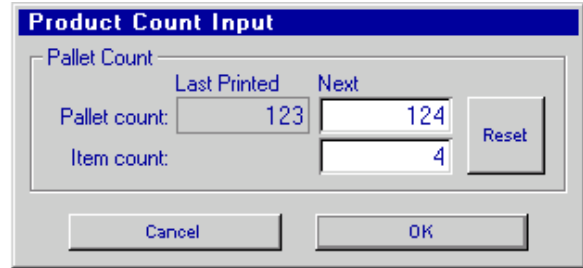 Product Count Input
Pallet Count
Last Printed Next
Pallet count: 123 124
Reset
Item count: 4
Cancel OK